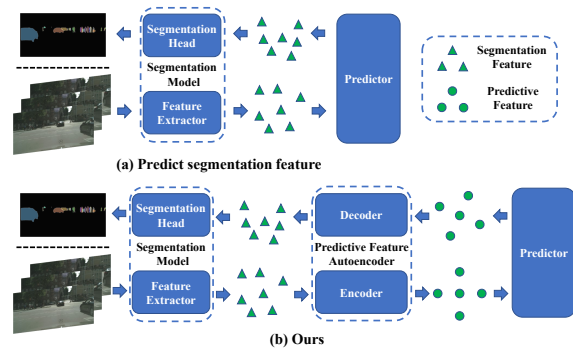 Segmentation
Head
Segmentation
Model
Feature
Extractor
Predictor
Segmentation
Feature
Predictive
Feature
(a) Predict segmentation feature
Segmentation
Head
Segmentation
Model
Feature
Extractor
Decoder
Predictive Feature
Autoencoder
Encoder
Predictor
(b) Ours